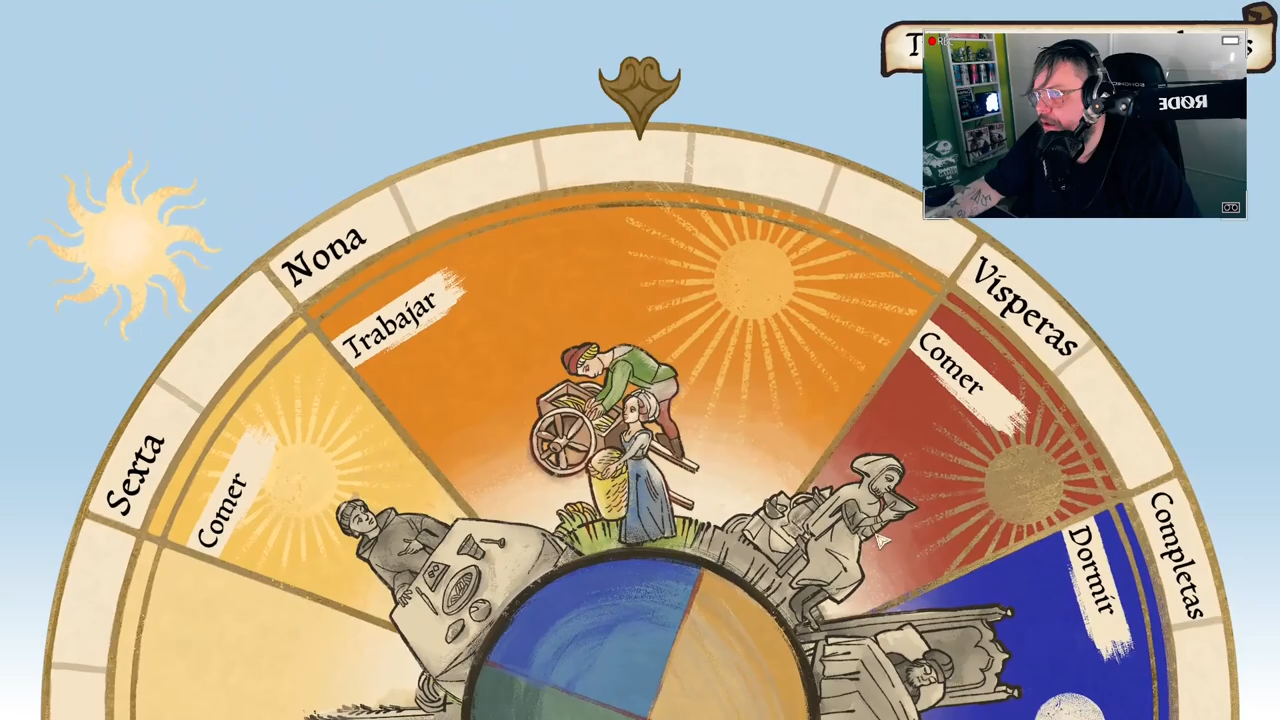 Nona
Vísperas
Sexta
Completas
Trabajar
Comer
Comer
Dormir
RØDE